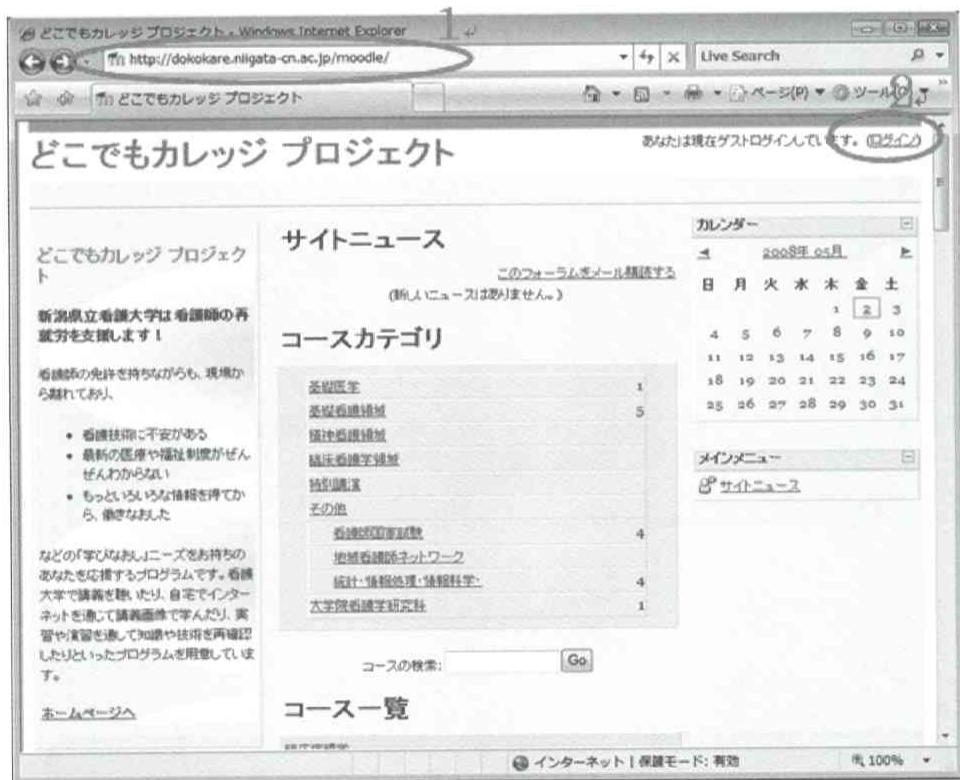 どこでもカレッジ プロジェクト - Windows Internet Explorer
1
http://dokokare.niigata-cn.ac.jp/moodle/
Live Search
どこでもカレッジ プロジェクト
ページ(P)
ツール(O)
2
どこでもカレッジ プロジェクト
あなたは現在ゲストログインしています。 (ログイン)
どこでもカレッジ プロジェク
ト
新潟県立看護大学は看護師の再
就労を支援します！
看護師の免許を持ちながらも、現場か
ら離れており、
• 看護技術に不安がある
• 最新の医療や福祉制度がぜん
ぜんわからない
• もっといろいろな情報を得てか
ら、働きなおした
などの「学びなおし」ニーズをお持ちの
あなたを応援するプログラムです。看護
大学で講義を聴いたり、自宅でインター
ネットを通じて講義画像で学んだり、実
習や演習を通して知識や技術を再確認
したりといったプログラムを用意していま
す。
ホームページへ
サイトニュース
このフォーラムをメール購読する
(新しいニュースはありません。)
コースカテゴリ
基礎医学 1
基礎看護領域 5
精神看護領域
臨床看護学領域
特別講演
その他
看護師国家試験 4
地域看護師ネットワーク
統計・情報処理・情報科学・ 4
大学院看護学研究科 1
コースの検索: Go
コース一覧
カレンダー
2008年 05月
日 月 火 水 木 金 土
1 2 3
4 5 6 7 8 9 10
11 12 13 14 15 16 17
18 19 20 21 22 23 24
25 26 27 28 29 30 31
メインメニュー
サイトニュース
インターネット | 保護モード: 有効
100%